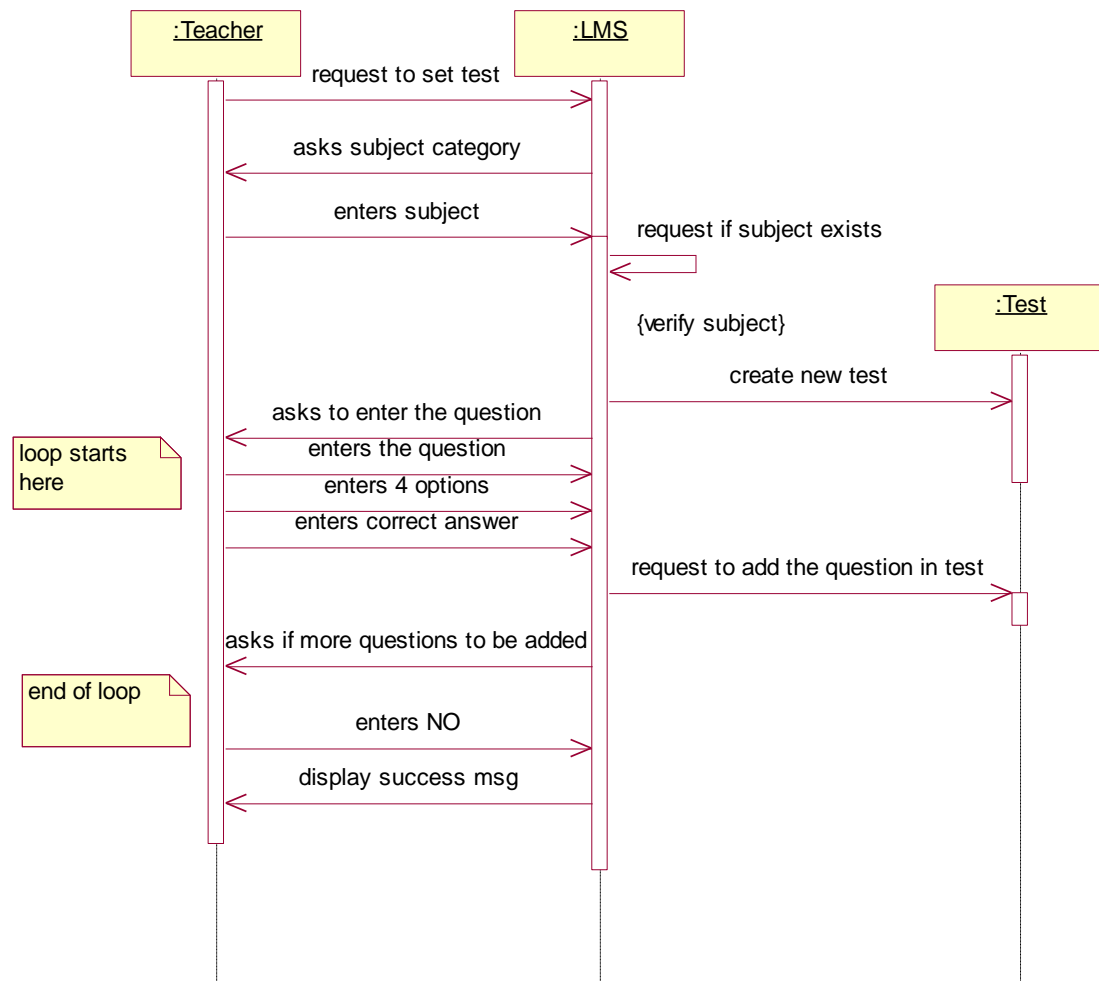 :Teacher
:LMS
request to set test
asks subject category
enters subject
request if subject exists
:Test
{verify subject}
create new test
asks to enter the question
loop starts
here
enters the question
enters 4 options
enters correct answer
request to add the question in test
asks if more questions to be added
end of loop
enters NO
display success msg